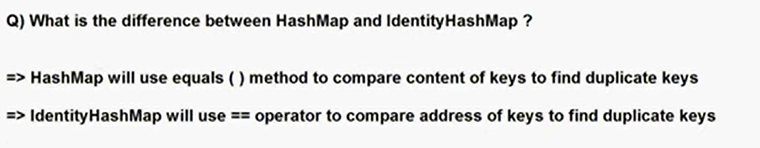 Q) What is the difference between HashMap and IdentityHashMap ?
=> HashMap will use equals ( ) method to compare content of keys to find duplicate keys
=> IdentityHashMap will use == operator to compare address of keys to find duplicate keys